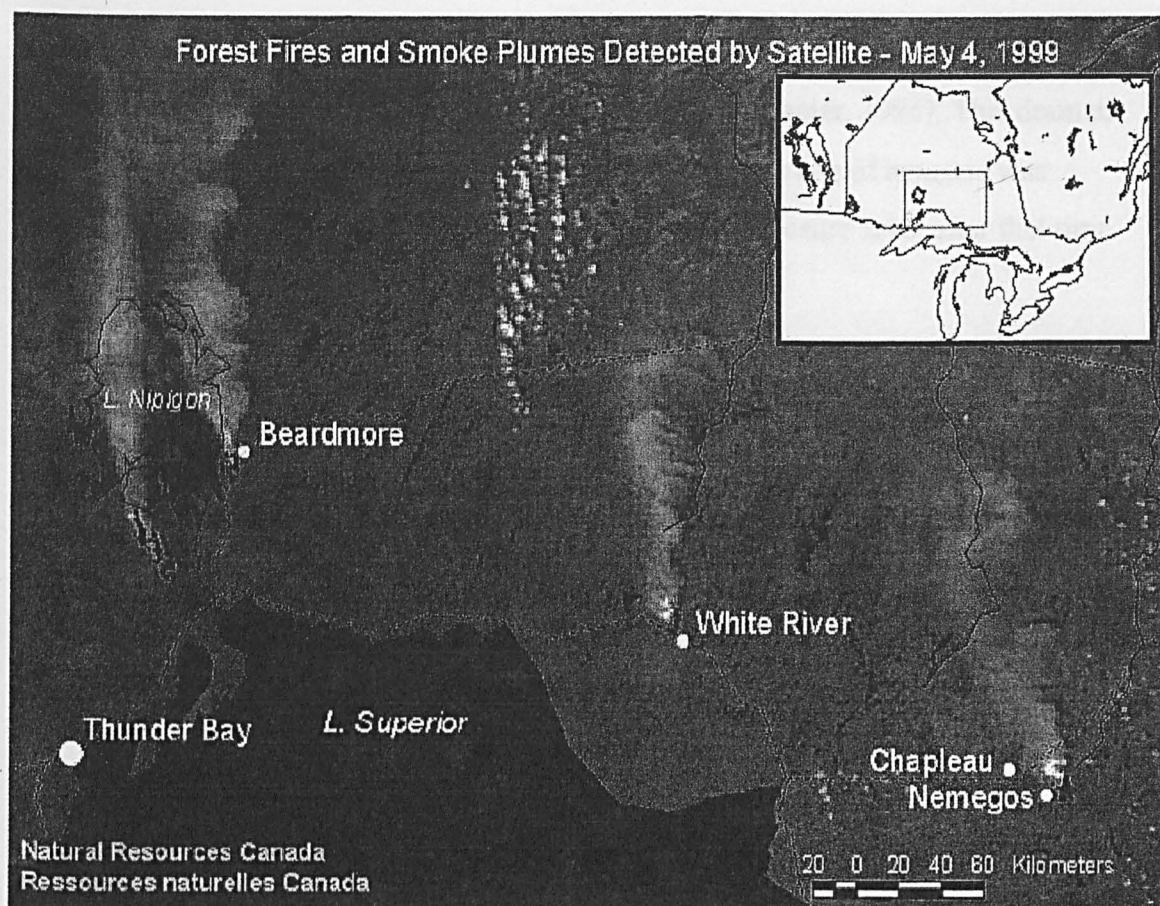 Forest Fires and Smoke Plumes Detected by Satellite - May 4, 1999
L. Nipigon
Beardmore
White River
Thunder Bay
L. Superior
Chapleau
Nemegos
Natural Resources Canada
Ressources naturelles Canada
20 0 20 40 60 Kilometers